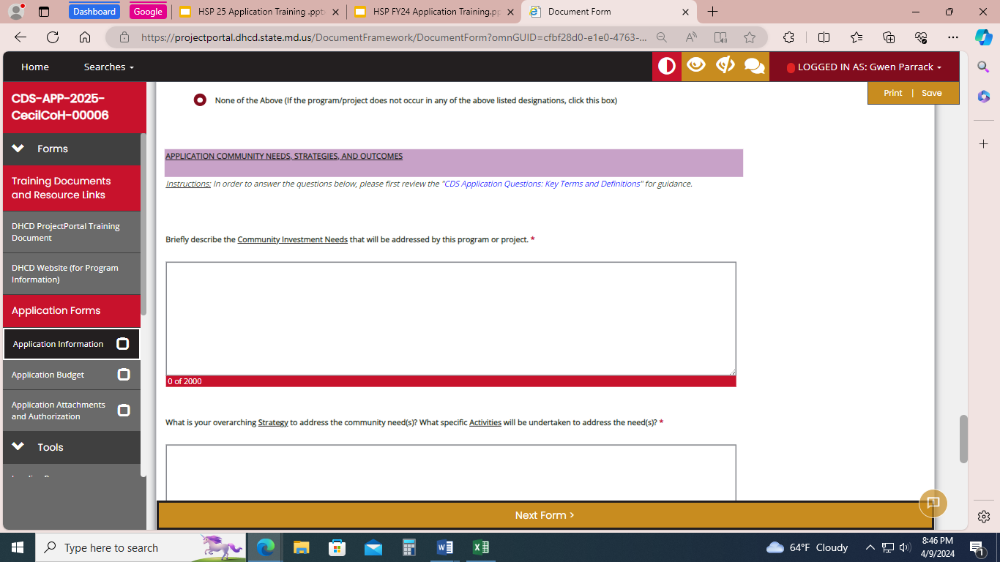 Dashboard
Google
HSP 25 Application Training .ppt
HSP FY24 Application Training.pp
Document Form
https://projectportal.dhcd.state.md.us/DocumentFramework/DocumentForm?omnGUID=cfbf28d0-e1e0-4763-...
Home
Searches
LOGGED IN AS: Gwen Parrack
Print | Save
CDS-APP-2025-
CecilCoH-00006
Forms
Training Documents
and Resource Links
DHCD ProjectPortal Training
Document
DHCD Website (for Program
Information)
Application Forms
Application Information
Application Budget
Application Attachments
and Authorization
Tools
None of the Above (If the program/project does not occur in any of the above listed designations, click this box)
APPLICATION COMMUNITY NEEDS, STRATEGIES, AND OUTCOMES
Instructions: In order to answer the questions below, please first review the "CDS Application Questions: Key Terms and Definitions" for guidance.
Briefly describe the Community Investment Needs that will be addressed by this program or project. *
0 of 2000
What is your overarching Strategy to address the community need(s)? What specific Activities will be undertaken to address the need(s)? *
Next Form >
Type here to search
64°F Cloudy
8:46 PM
4/9/2024
1